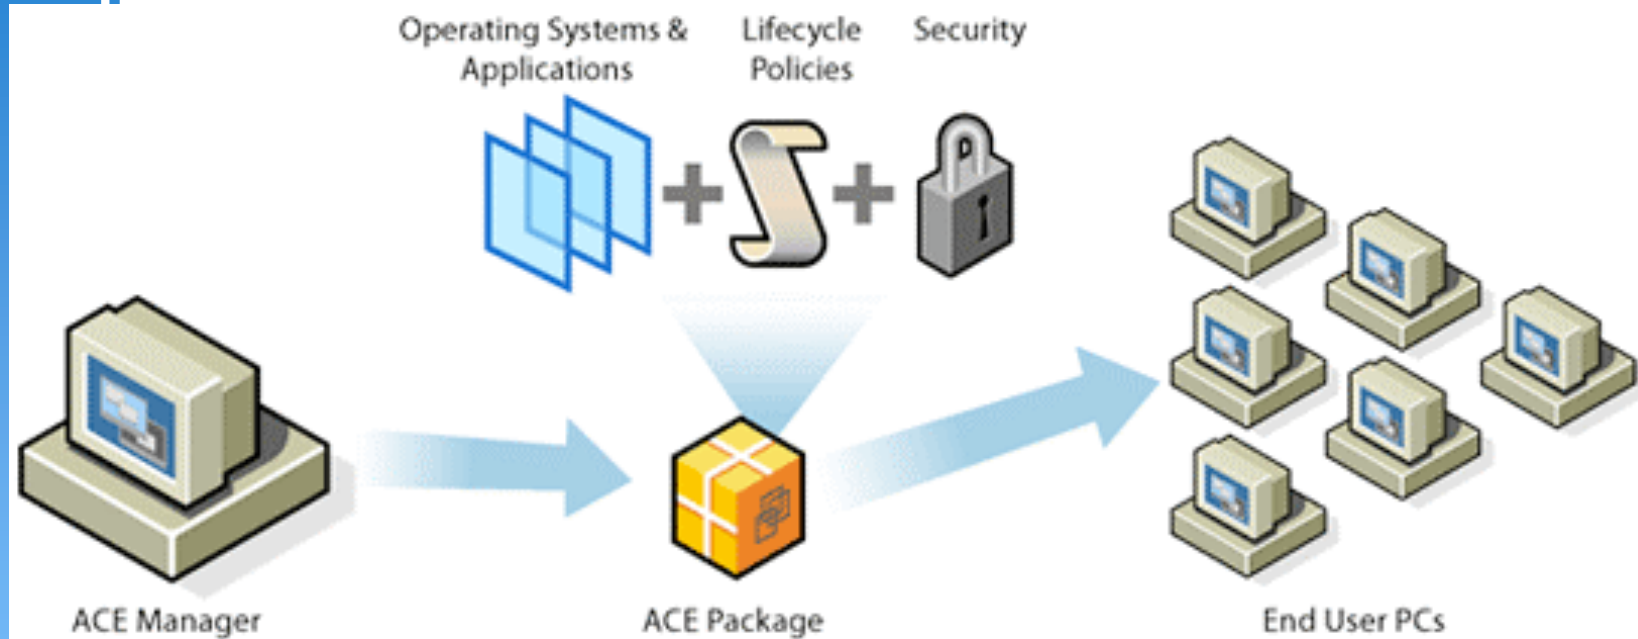 Operating Systems &
Applications
Lifecycle
Policies
Security
ACE Manager
ACE Package
End User PCs